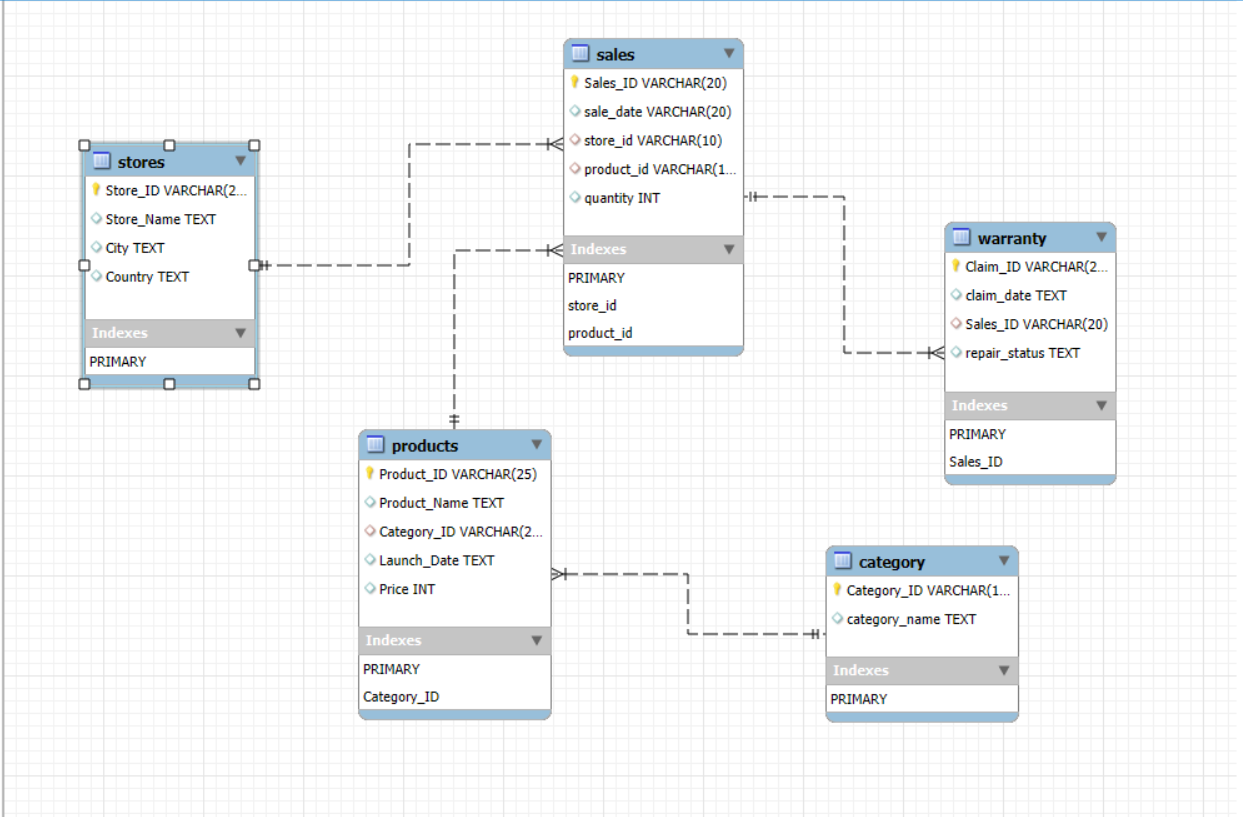 sales
Sales_ID VARCHAR(20)
sale_date VARCHAR(20)
store_id VARCHAR(10)
product_id VARCHAR(1...
quantity INT
Indexes
PRIMARY
store_id
product_id
stores
Store_ID VARCHAR(2...
Store_Name TEXT
City TEXT
Country TEXT
Indexes
PRIMARY
warranty
Claim_ID VARCHAR(2...
claim_date TEXT
Sales_ID VARCHAR(20)
repair_status TEXT
Indexes
PRIMARY
Sales_ID
products
Product_ID VARCHAR(25)
Product_Name TEXT
Category_ID VARCHAR(2...
Launch_Date TEXT
Price INT
Indexes
PRIMARY
Category_ID
category
Category_ID VARCHAR(1...
category_name TEXT
Indexes
PRIMARY